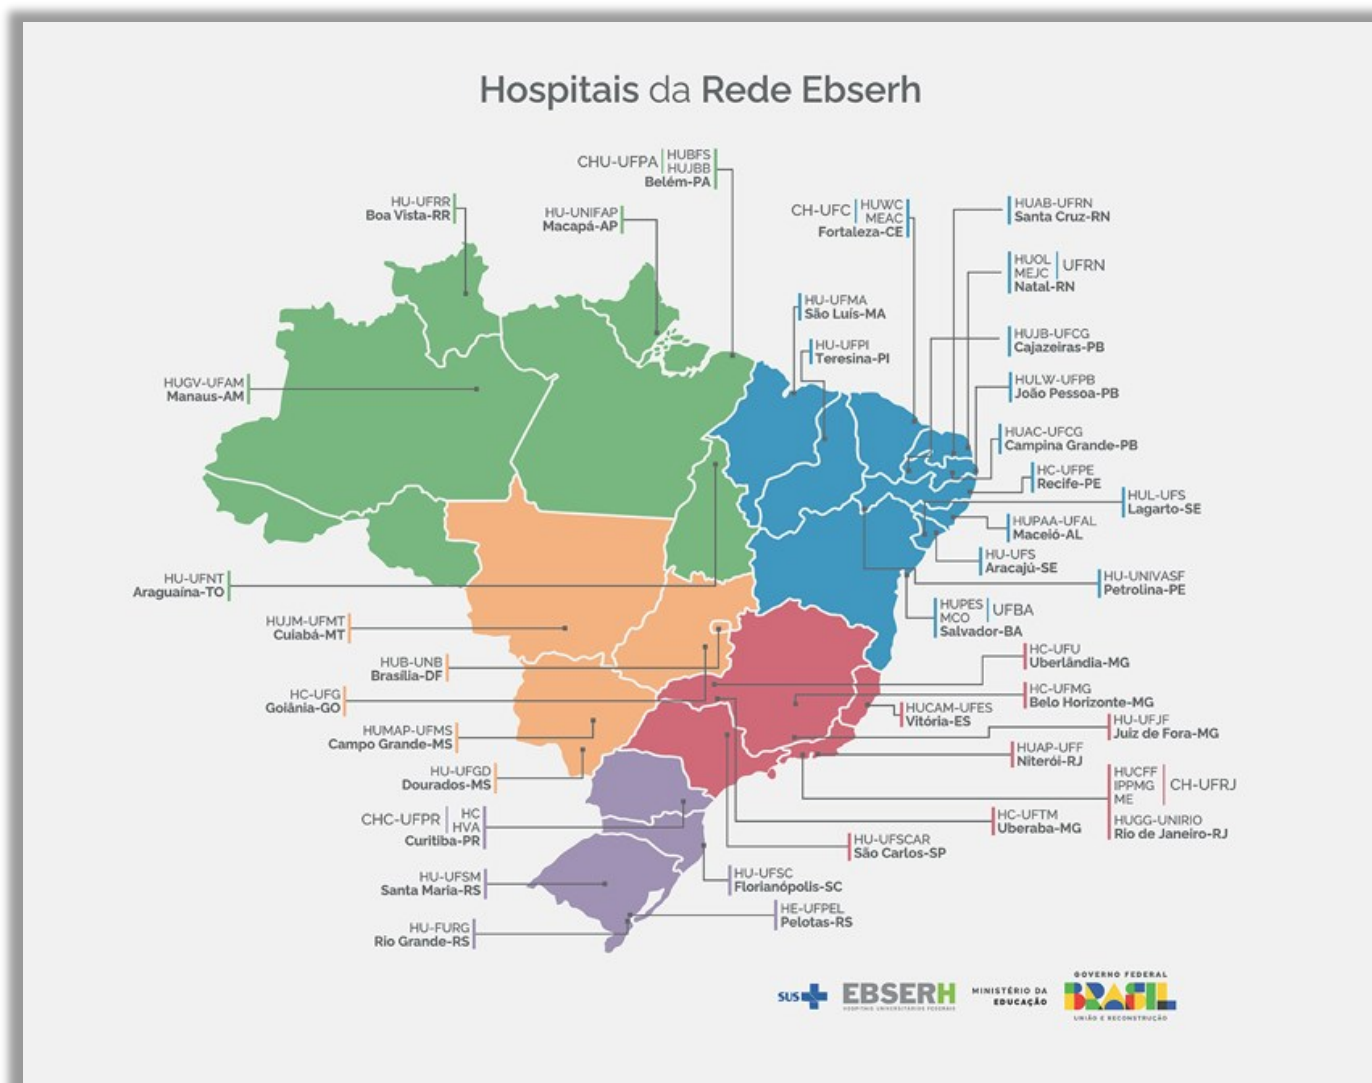 Hospitais da Rede Ebserh
CHU-UFPA
HUBFS
HUJBB
Belém-PA
HU-UFRR
Boa Vista-RR
HU-UNIFAP
Macapá-AP
CH-UFC
HUWC
MEAC
Fortaleza-CE
HUAB-UFRN
Santa Cruz-RN
HUOL
MEJC
UFRN
Natal-RN
HU-UFMA
São Luís-MA
HU-UFPI
Teresina-PI
HUJB-UFCG
Cajazeiras-PB
HUGV-UFAM
Manaus-AM
HULW-UFPB
João Pessoa-PB
HUAC-UFCG
Campina Grande-PB
HC-UFPE
Recife-PE
HUL-UFS
Lagarto-SE
HUPAA-UFAL
Maceió-AL
HU-UFS
Aracajú-SE
HU-UNIVASF
Petrolina-PE
HU-UFNT
Araguaína-TO
HUPES
MCO
UFBA
Salvador-BA
HUJM-UFMT
Cuiabá-MT
HUB-UNB
Brasília-DF
HC-UFU
Uberlândia-MG
HC-UFG
Goiânia-GO
HC-UFMG
Belo Horizonte-MG
HUCAM-UFES
Vitória-ES
HU-UFJF
Juiz de Fora-MG
HUMAP-UFMS
Campo Grande-MS
HUAP-UFF
Niterói-RJ
HU-UFGD
Dourados-MS
HUCFF
IPPMG
ME
CH-UFRJ
HUGG-UNIRIO
Rio de Janeiro-RJ
CHC-UFPR
HC
HVA
Curitiba-PR
HC-UFTM
Uberaba-MG
HU-UFSCAR
São Carlos-SP
HU-UFSM
Santa Maria-RS
HU-UFSC
Florianópolis-SC
HE-UFPEL
Pelotas-RS
HU-FURG
Rio Grande-RS
SUS
EBSERH
HOSPITAIS UNIVERSITÁRIOS FEDERAIS
MINISTÉRIO DA
EDUCAÇÃO
GOVERNO FEDERAL
BRASIL
UNIÃO E RECONSTRUÇÃO